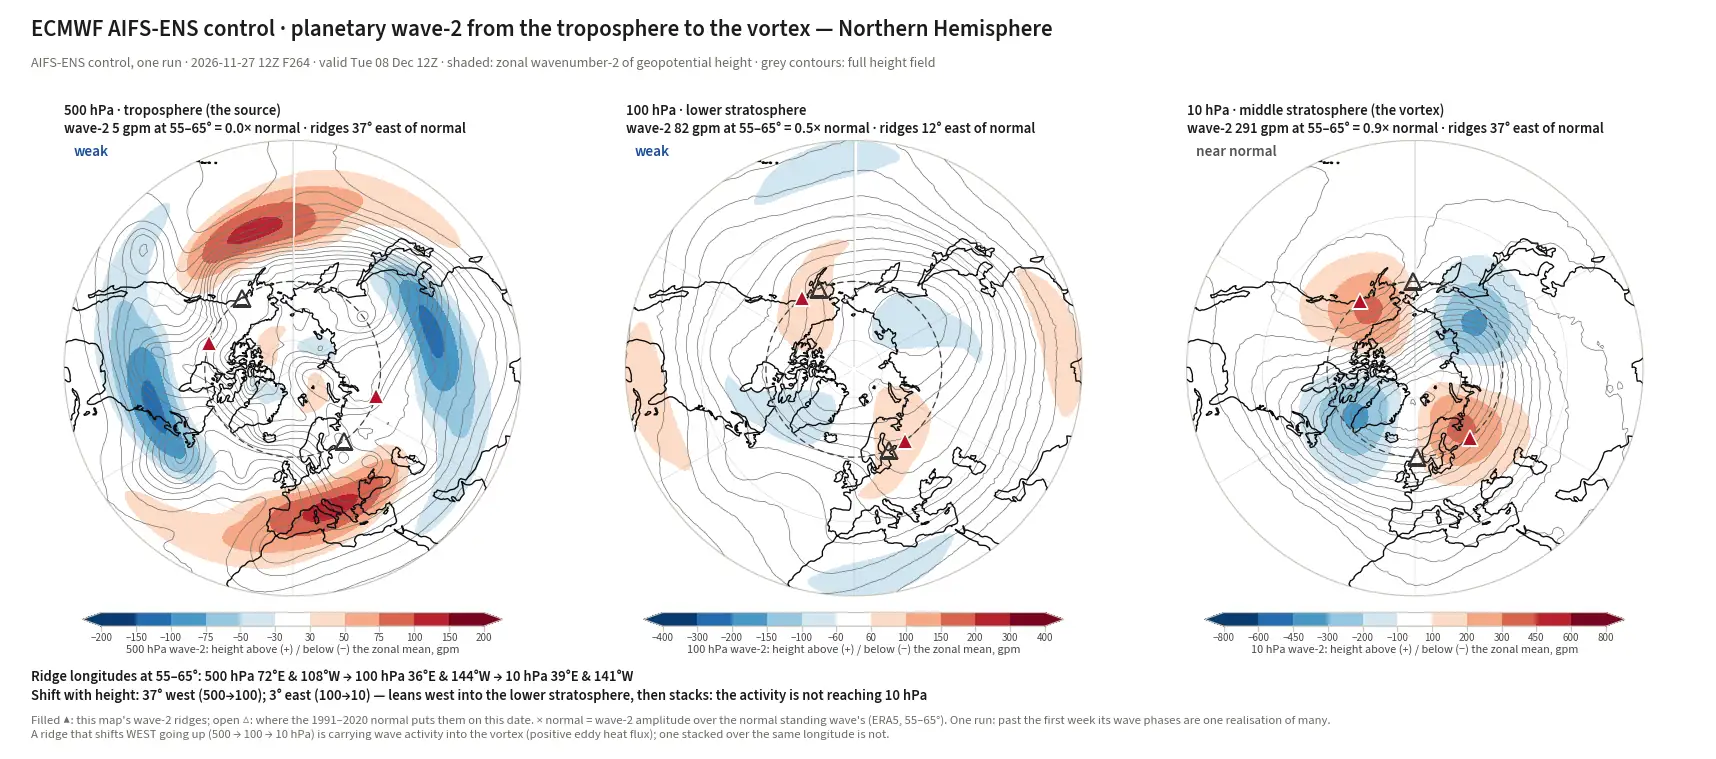 ECMWF AIFS-ENS control · planetary wave-2 from the troposphere to the vortex — Northern Hemisphere
AIFS-ENS control, one run · 2026-11-27 12Z F264 · valid Tue 08 Dec 12Z · shaded: zonal wavenumber-2 of geopotential height · grey contours: full height field
500 hPa · troposphere (the source)
wave-2 5 gpm at 55–65° = 0.0× normal · ridges 37° east of normal
weak
100 hPa · lower stratosphere
wave-2 82 gpm at 55–65° = 0.5× normal · ridges 12° east of normal
weak
10 hPa · middle stratosphere (the vortex)
wave-2 291 gpm at 55–65° = 0.9× normal · ridges 37° east of normal
near normal
−200 −150 −100 −75 −50 −30 30 50 75 100 150 200
500 hPa wave-2: height above (+) / below (−) the zonal mean, gpm
−400 −300 −200 −150 −100 −60 60 100 150 200 300 400
100 hPa wave-2: height above (+) / below (−) the zonal mean, gpm
−800 −600 −450 −300 −200 −100 100 200 300 450 600 800
10 hPa wave-2: height above (+) / below (−) the zonal mean, gpm
Ridge longitudes at 55–65°: 500 hPa 72°E & 108°W → 100 hPa 36°E & 144°W → 10 hPa 39°E & 141°W
Shift with height: 37° west (500→100); 3° east (100→10) — leans west into the lower stratosphere, then stacks: the activity is not reaching 10 hPa
Filled ▲: this map's wave-2 ridges; open △: where the 1991–2020 normal puts them on this date. × normal = wave-2 amplitude over the normal standing wave's (ERA5, 55–65°). One run: past the first week its wave phases are one realisation of many.
A ridge that shifts WEST going up (500 → 100 → 10 hPa) is carrying wave activity into the vortex (positive eddy heat flux); one stacked over the same longitude is not.